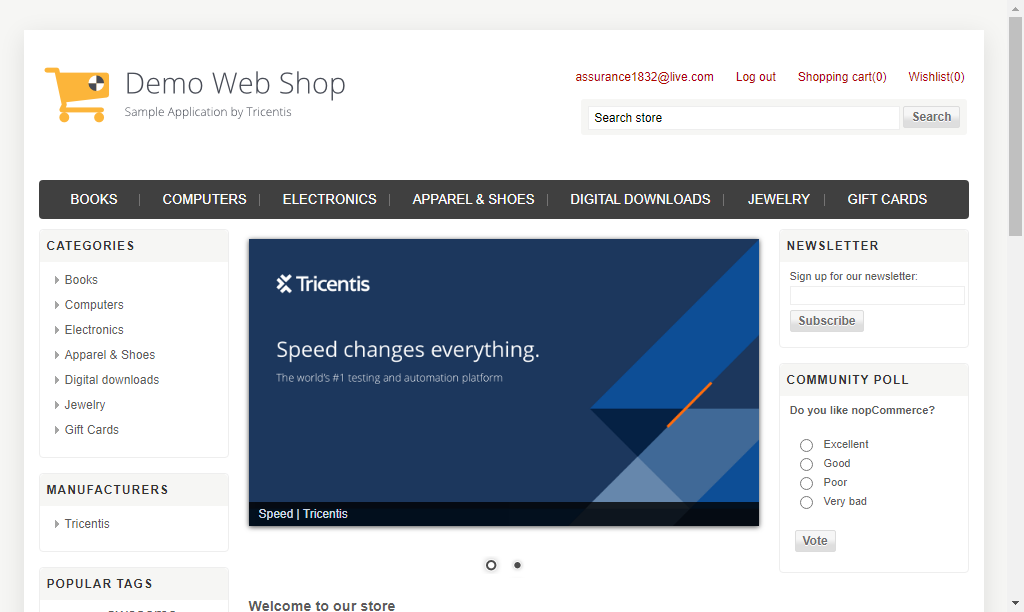 Demo Web Shop
Sample Application by Tricentis
assurance1832@live.com Log out Shopping cart(0) Wishlist(0)
Search store Search
BOOKS COMPUTERS ELECTRONICS APPAREL & SHOES DIGITAL DOWNLOADS JEWELRY GIFT CARDS
CATEGORIES
Books
Computers
Electronics
Apparel & Shoes
Digital downloads
Jewelry
Gift Cards
MANUFACTURERS
Tricentis
POPULAR TAGS
Tricentis
Speed changes everything.
The world's #1 testing and automation platform
Speed | Tricentis
Welcome to our store
NEWSLETTER
Sign up for our newsletter:
Subscribe
COMMUNITY POLL
Do you like nopCommerce?
Excellent
Good
Poor
Very bad
Vote